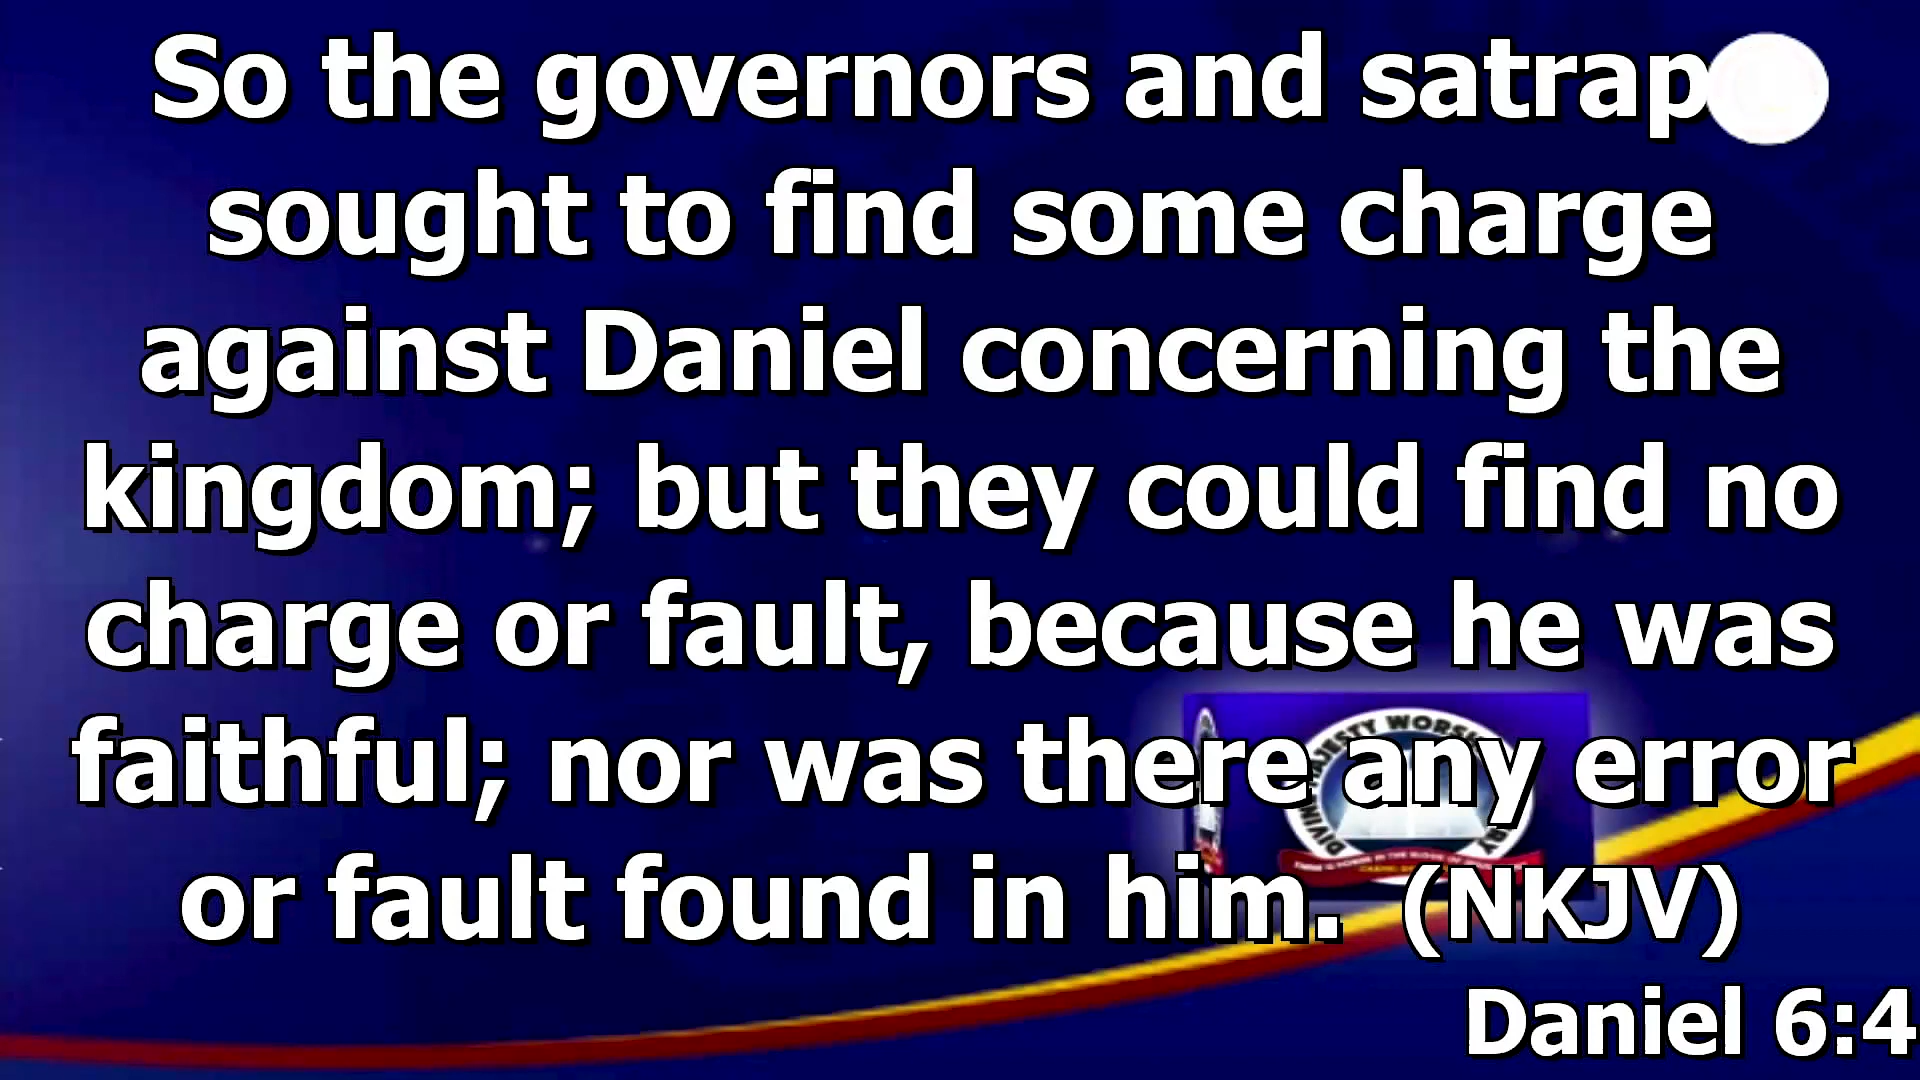 So the governors and satrap
sought to find some charge
against Daniel concerning the
kingdom; but they could find no
charge or fault, because he was
faithful; nor was there any error
or fault found in him. (NKJV)
Daniel 6:4